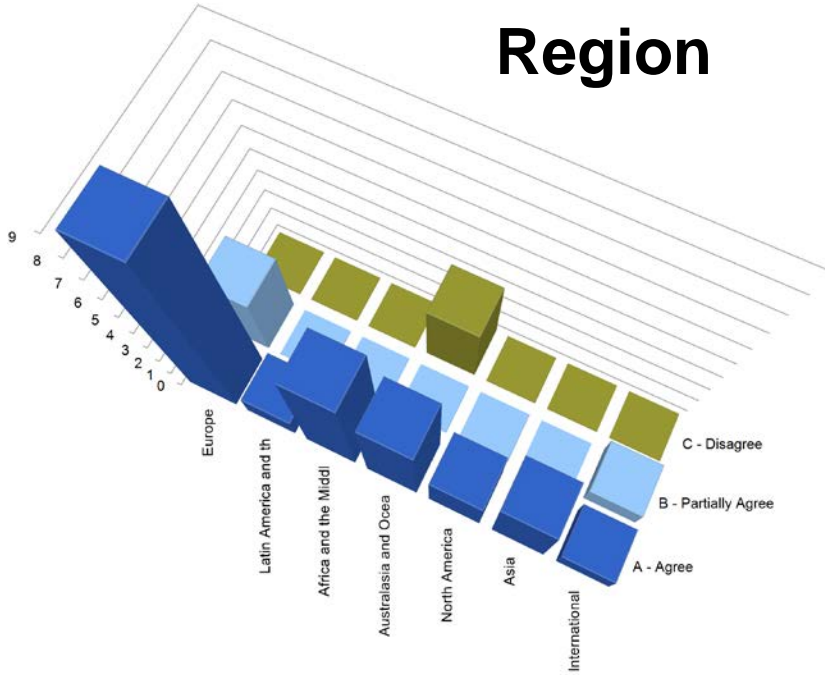 Region
9
8
7
6
5
4
3
2
1
0
Europe
Latin America and th
Africa and the Middl
Australasia and Ocea
North America
Asia
International
C - Disagree
B - Partially Agree
A - Agree